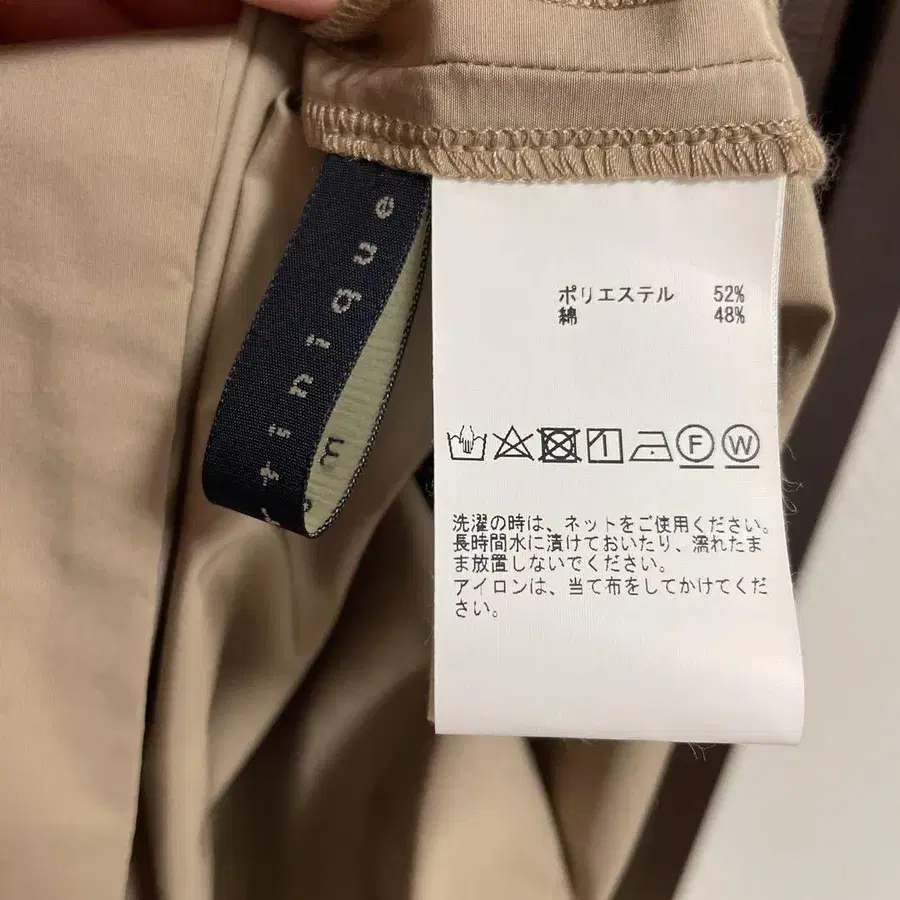 ポリエステル 52%
綿 48%
F W
洗濯の時は、ネットをご使用ください。
長時間水に漬けておいたり、濡れたま
ま放置しないでください。
アイロンは、当て布をしてかけてくだ
さい。